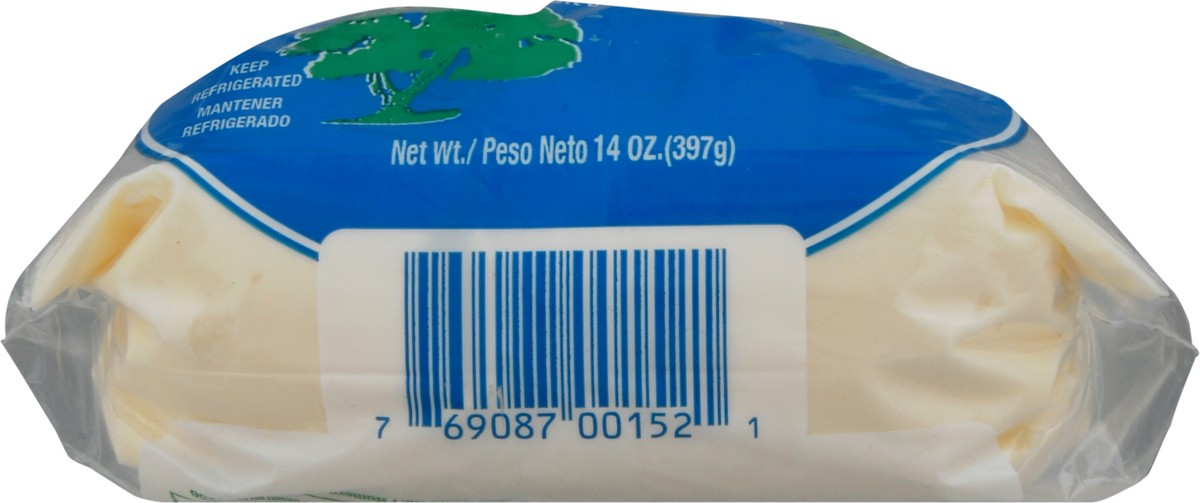 KEEP
REFRIGERATED
MANTENER
REFRIGERADO
Net Wt./ Peso Neto 14 OZ.(397g)
7 69087 00152 1